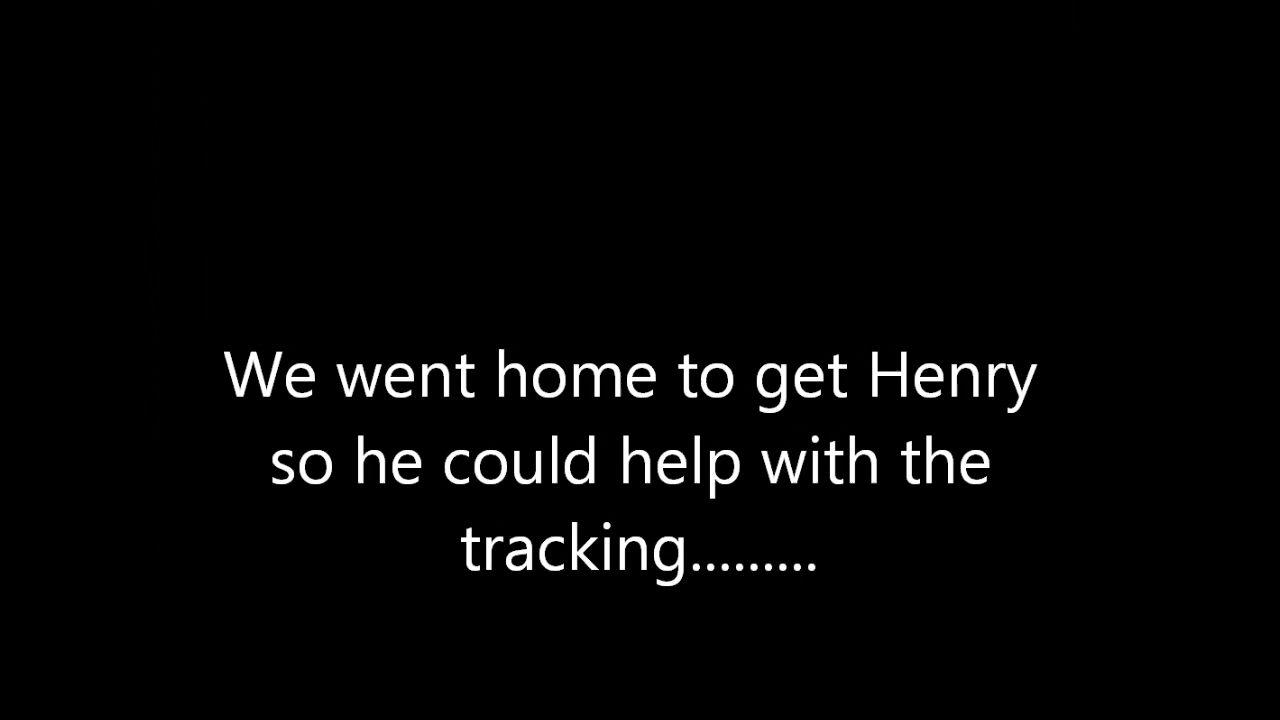 We went home to get Henry
so he could help with the
tracking.........